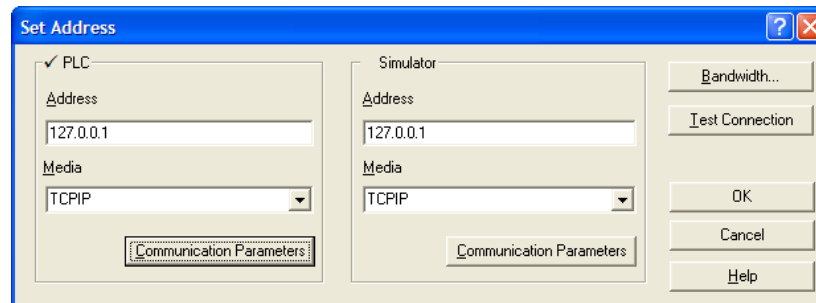 Set Address
PLC
Address
127.0.0.1
Media
TCPIP
Communication Parameters
Simulator
Address
127.0.0.1
Media
TCPIP
Communication Parameters
Bandwidth...
Test Connection
OK
Cancel
Help